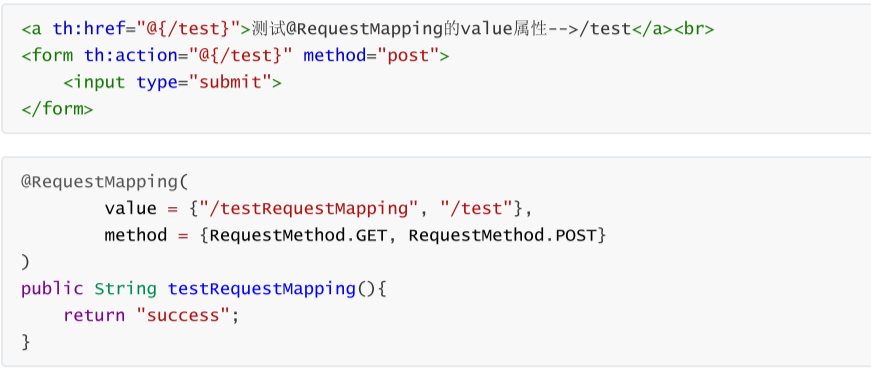 <a th:href="@{/test}">测试@RequestMapping的value属性-->/test</a><br>
<form th:action="@{/test}" method="post">
    <input type="submit">
</form>
@RequestMapping(
        value = {"/testRequestMapping", "/test"},
        method = {RequestMethod.GET, RequestMethod.POST}
)
public String testRequestMapping(){
    return "success";
}